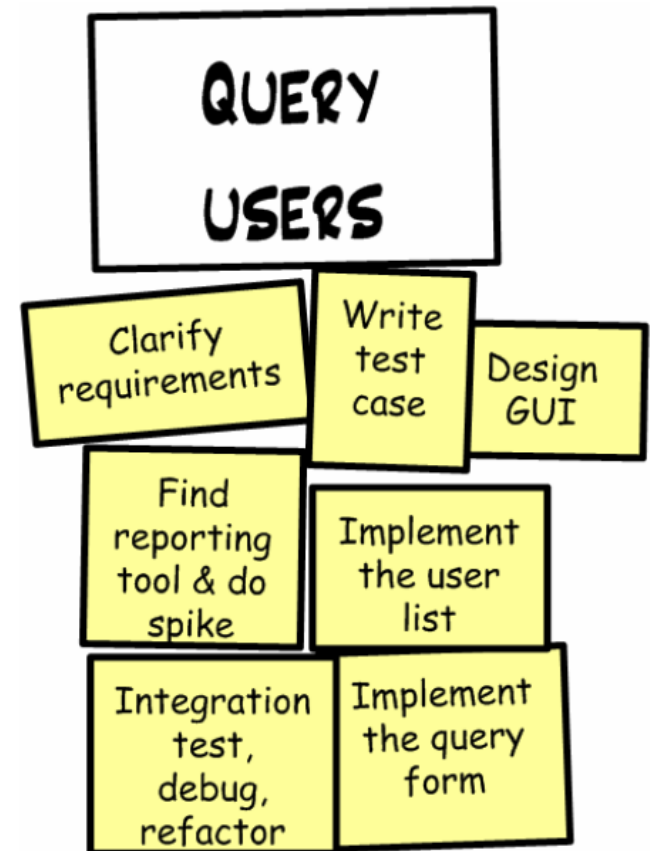 QUERY
USERS
Clarify
requirements
Write
test
case
Design
GUI
Find
reporting
tool & do
spike
Implement
the user
list
Integration
test,
debug,
refactor
Implement
the query
form